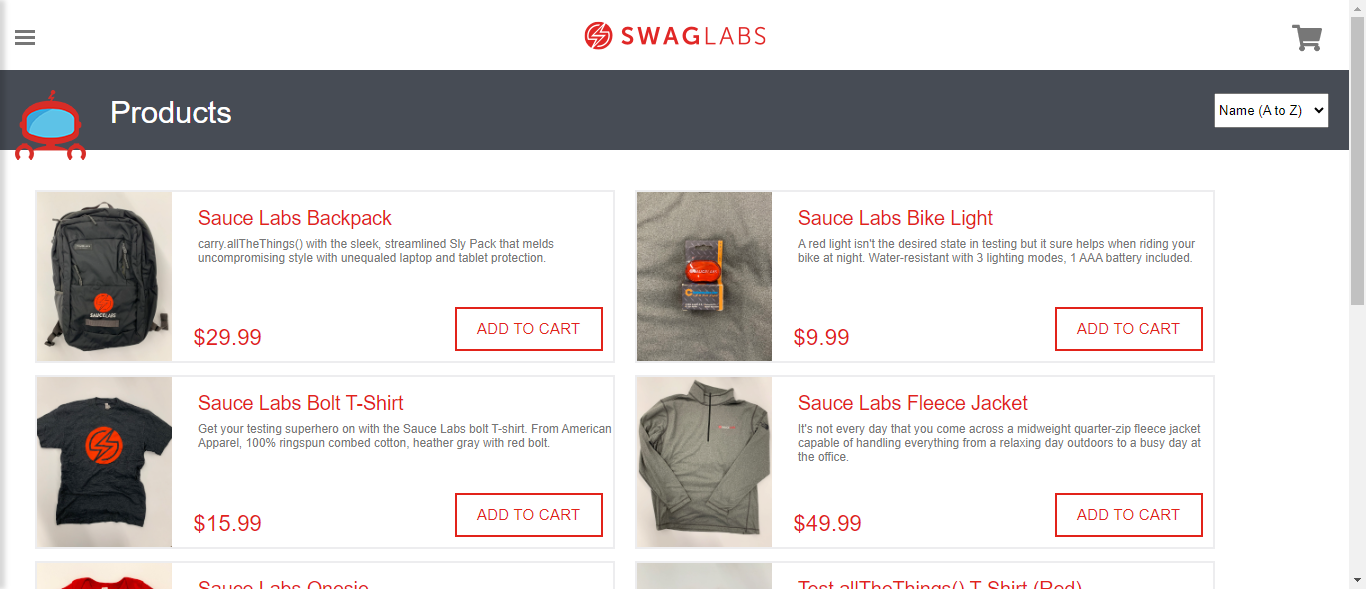 SWAGLABS
Products
Name (A to Z)
Sauce Labs Backpack
carry.allTheThings() with the sleek, streamlined Sly Pack that melds
uncompromising style with unequaled laptop and tablet protection.
$29.99
ADD TO CART
SAUCELABS
Sauce Labs Bike Light
A red light isn't the desired state in testing but it sure helps when riding your
bike at night. Water-resistant with 3 lighting modes, 1 AAA battery included.
$9.99
ADD TO CART
Sauce Labs Bolt T-Shirt
Get your testing superhero on with the Sauce Labs bolt T-shirt. From American
Apparel, 100% ringspun combed cotton, heather gray with red bolt.
$15.99
ADD TO CART
Sauce Labs Fleece Jacket
It's not every day that you come across a midweight quarter-zip fleece jacket
capable of handling everything from a relaxing day outdoors to a busy day at
the office.
$49.99
ADD TO CART
Sauce Labs Onesie
Test.allTheThings() T-Shirt (Red)